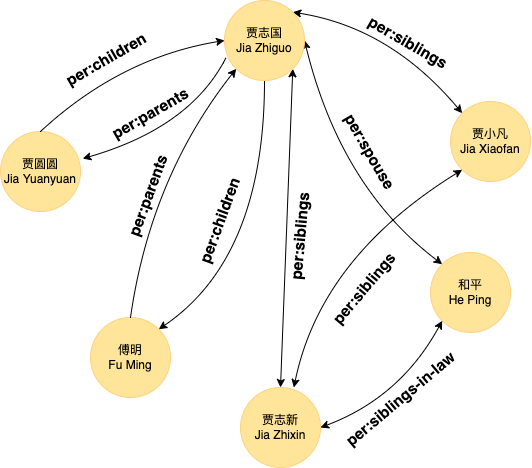 贾志国
Jia Zhiguo
per:siblings
per:children
per:parents
贾小凡
Jia Xiaofan
贾圆圆
Jia Yuanyuan
per:spouse
per:parents
per:children
per:siblings
per:siblings
和平
He Ping
傅明
Fu Ming
per:siblings-in-law
贾志新
Jia Zhixin